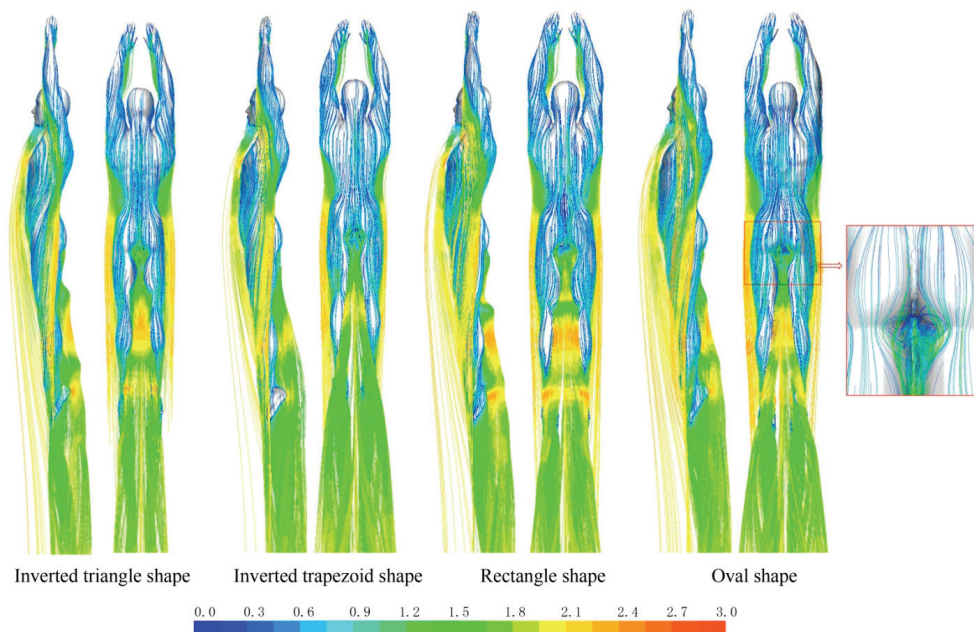 Inverted triangle shape
Inverted trapezoid shape
Rectangle shape
Oval shape
0.0 0.3 0.6 0.9 1.2 1.5 1.8 2.1 2.4 2.7 3.0